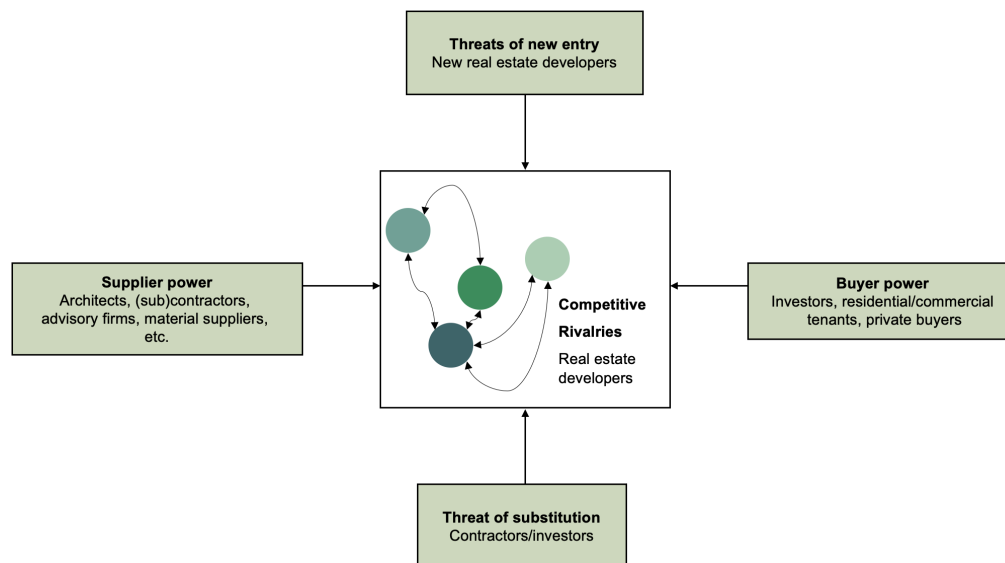 Threats of new entry
New real estate developers
Supplier power
Architects, (sub)contractors,
advisory firms, material suppliers,
etc.
Competitive
Rivalries
Real estate
developers
Buyer power
Investors, residential/commercial
tenants, private buyers
Threat of substitution
Contractors/investors